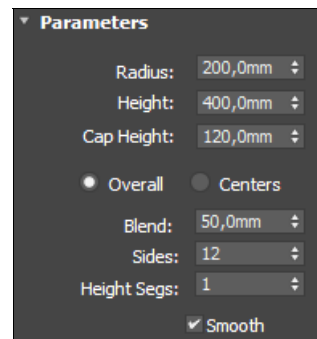 Parameters
Radius: 200,0mm
Height: 400,0mm
Cap Height: 120,0mm
Overall Centers
Blend: 50,0mm
Sides: 12
Height Segs: 1
Smooth